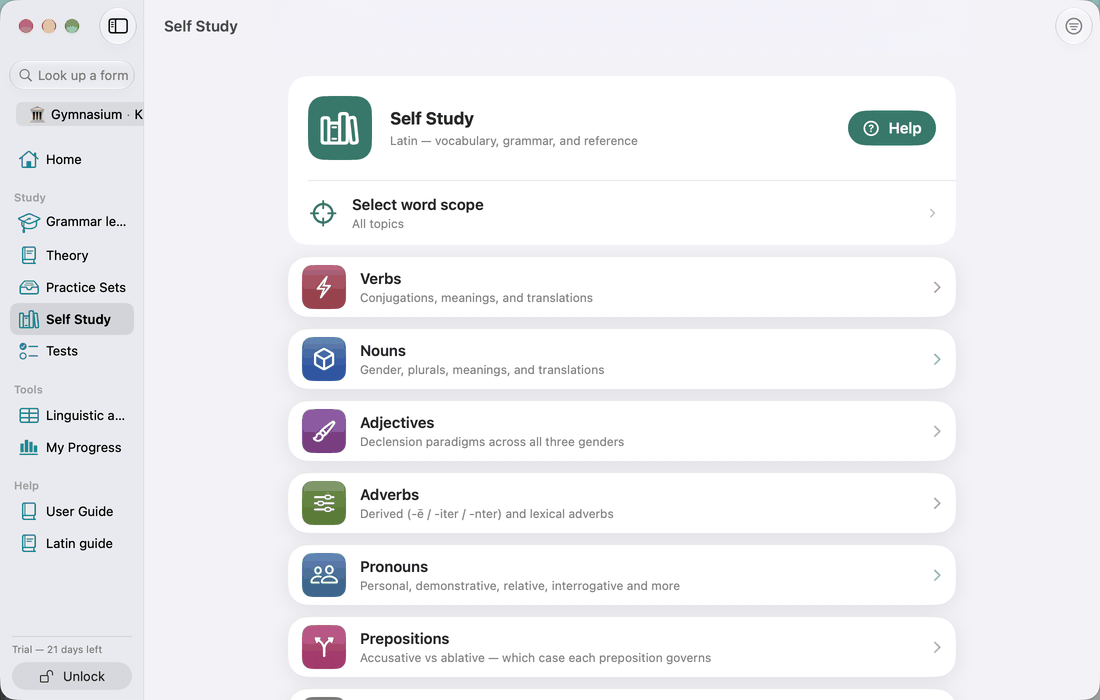 Self Study
Look up a form
Gymnasium · K
Home
Study
Grammar le...
Theory
Practice Sets
Self Study
Tests
Tools
Linguistic a...
My Progress
Help
User Guide
Latin guide
Trial — 21 days left
Unlock
Self Study
Latin — vocabulary, grammar, and reference
Help
Select word scope
All topics
Verbs
Conjugations, meanings, and translations
Nouns
Gender, plurals, meanings, and translations
Adjectives
Declension paradigms across all three genders
Adverbs
Derived (-ē / -iter / -nter) and lexical adverbs
Pronouns
Personal, demonstrative, relative, interrogative and more
Prepositions
Accusative vs ablative — which case each preposition governs